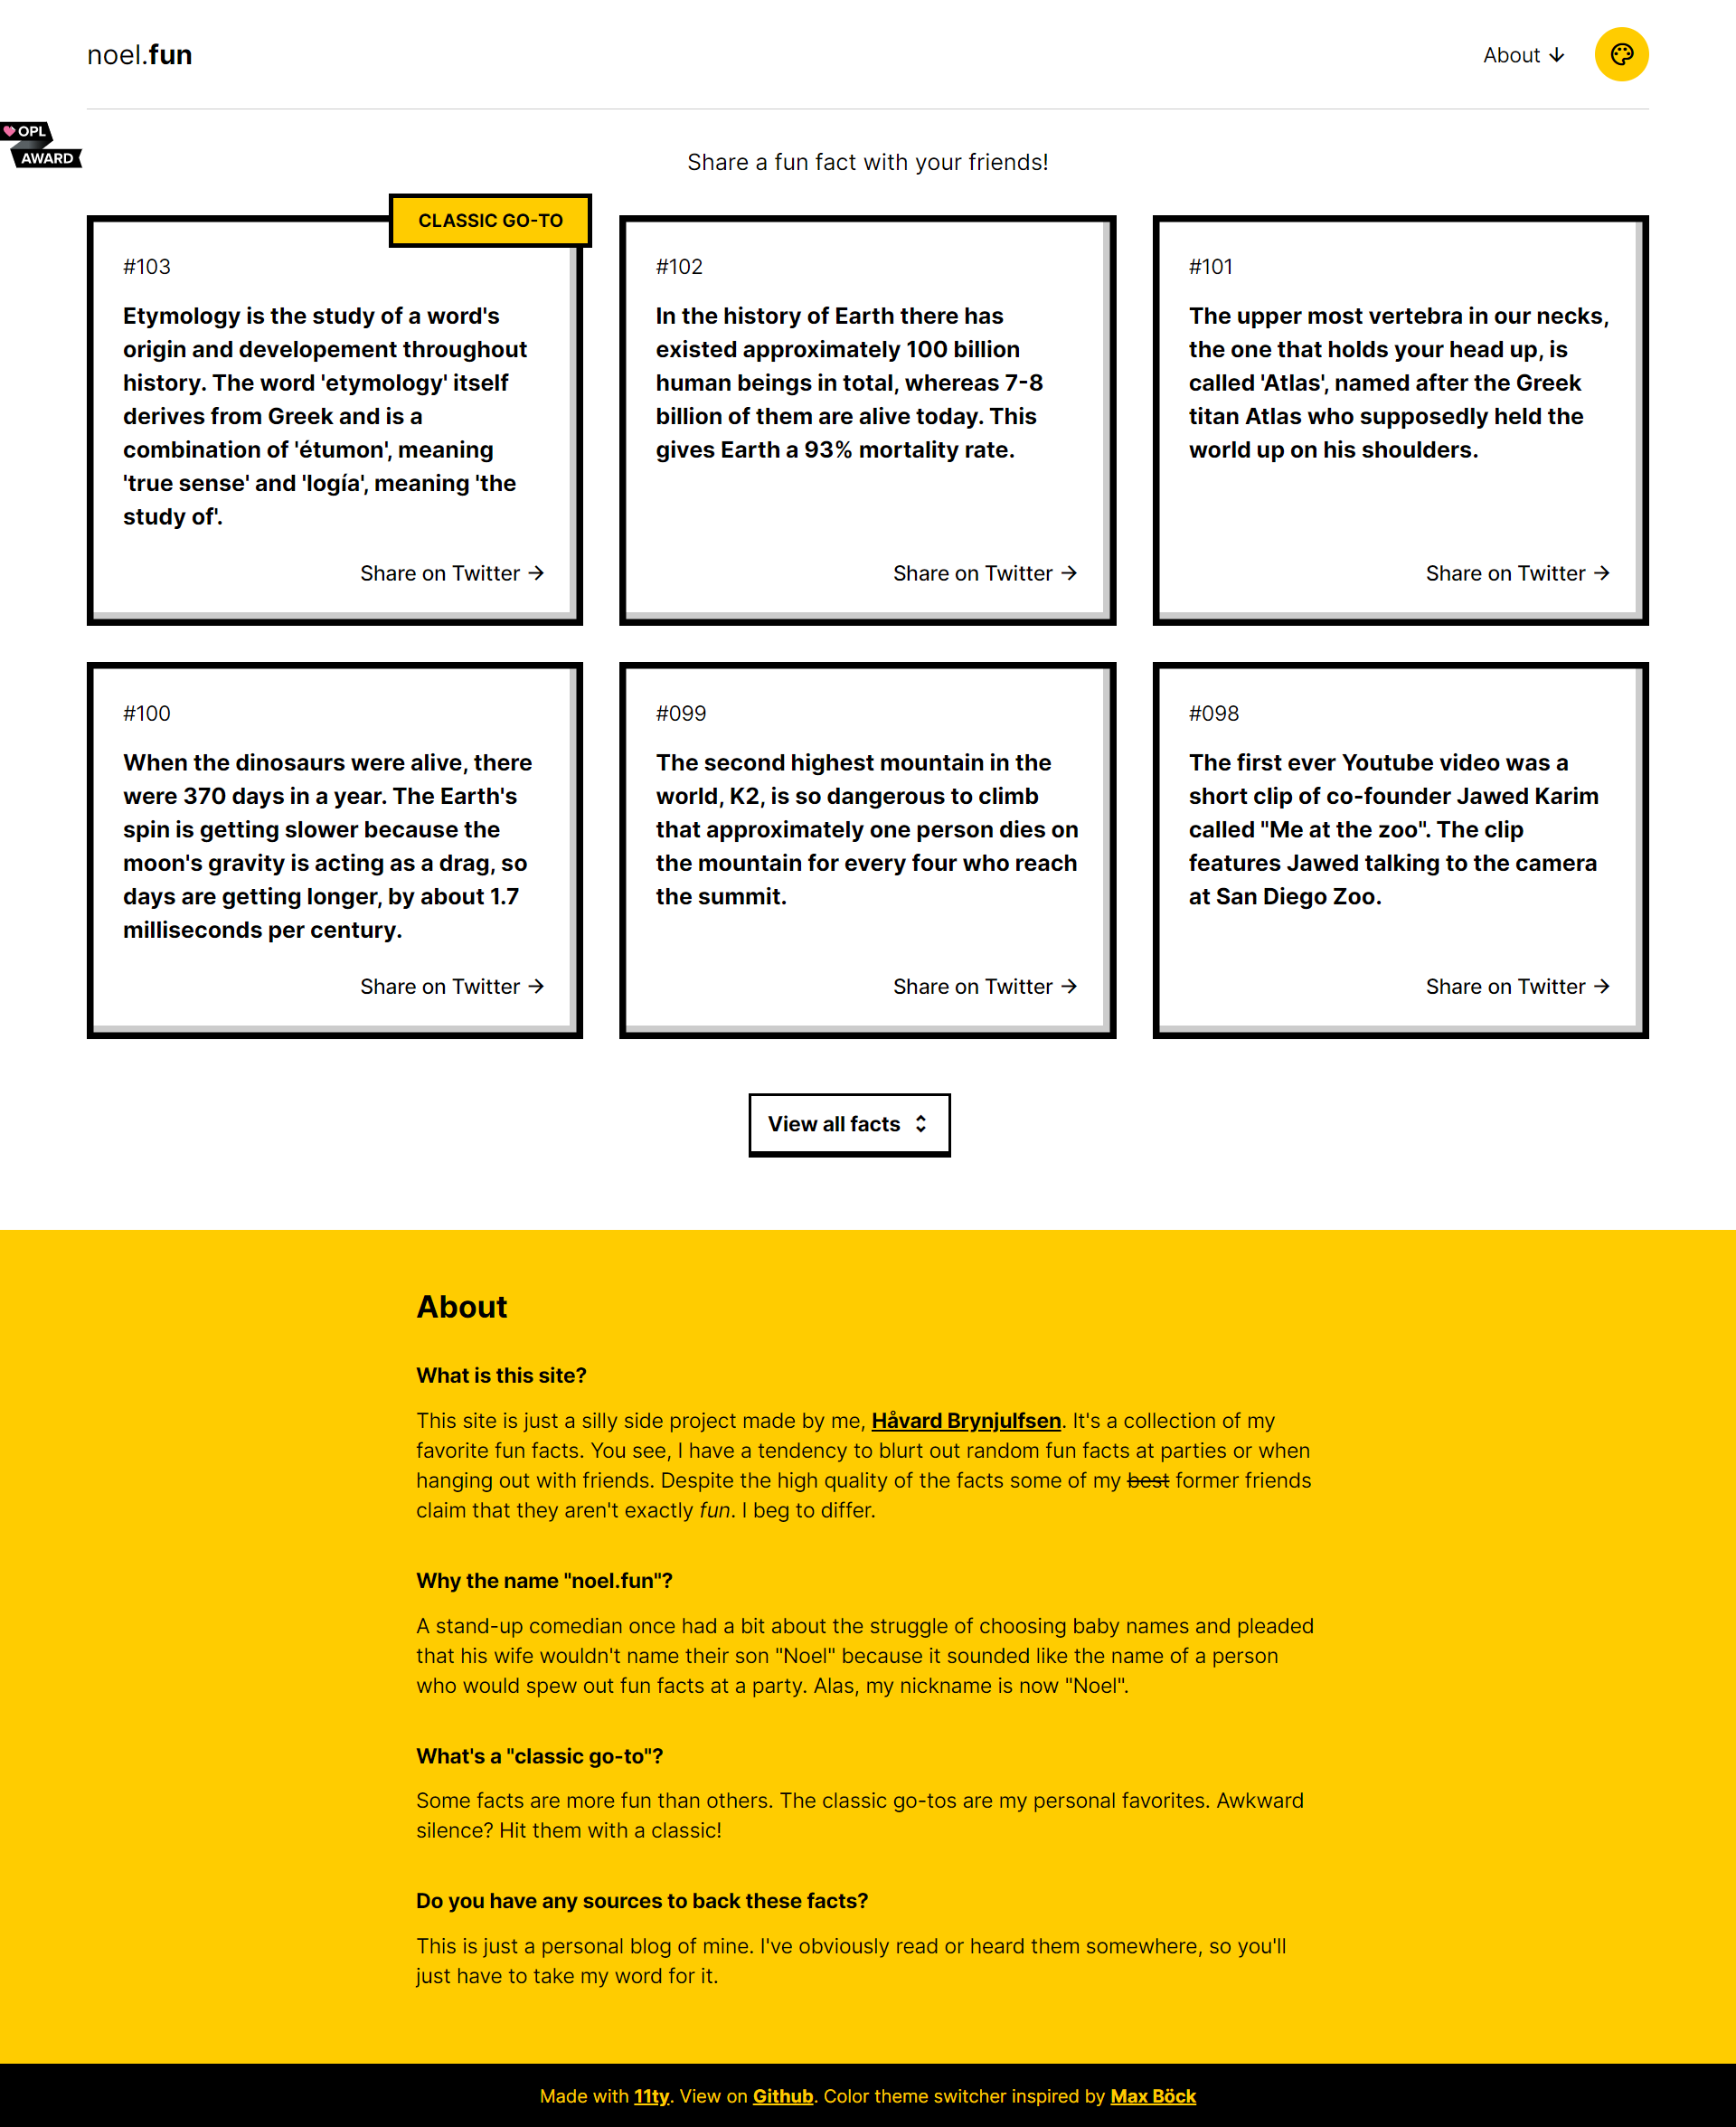 noel.fun
About ↓
OPL
AWARD
Share a fun fact with your friends!
CLASSIC GO-TO
#103
Etymology is the study of a word's
origin and developement throughout
history. The word 'etymology' itself
derives from Greek and is a
combination of 'étumon', meaning
'true sense' and 'logía', meaning 'the
study of'.
Share on Twitter →
#102
In the history of Earth there has
existed approximately 100 billion
human beings in total, whereas 7-8
billion of them are alive today. This
gives Earth a 93% mortality rate.
Share on Twitter →
#101
The upper most vertebra in our necks,
the one that holds your head up, is
called 'Atlas', named after the Greek
titan Atlas who supposedly held the
world up on his shoulders.
Share on Twitter →
#100
When the dinosaurs were alive, there
were 370 days in a year. The Earth's
spin is getting slower because the
moon's gravity is acting as a drag, so
days are getting longer, by about 1.7
milliseconds per century.
Share on Twitter →
#099
The second highest mountain in the
world, K2, is so dangerous to climb
that approximately one person dies on
the mountain for every four who reach
the summit.
Share on Twitter →
#098
The first ever Youtube video was a
short clip of co-founder Jawed Karim
called "Me at the zoo". The clip
features Jawed talking to the camera
at San Diego Zoo.
Share on Twitter →
View all facts
About
What is this site?
This site is just a silly side project made by me, Håvard Brynjulfsen. It's a collection of my
favorite fun facts. You see, I have a tendency to blurt out random fun facts at parties or when
hanging out with friends. Despite the high quality of the facts some of my best former friends
claim that they aren't exactly fun. I beg to differ.
Why the name "noel.fun"?
A stand-up comedian once had a bit about the struggle of choosing baby names and pleaded
that his wife wouldn't name their son "Noel" because it sounded like the name of a person
who would spew out fun facts at a party. Alas, my nickname is now "Noel".
What's a "classic go-to"?
Some facts are more fun than others. The classic go-tos are my personal favorites. Awkward
silence? Hit them with a classic!
Do you have any sources to back these facts?
This is just a personal blog of mine. I've obviously read or heard them somewhere, so you'll
just have to take my word for it.
Made with 11ty. View on Github. Color theme switcher inspired by Max Böck